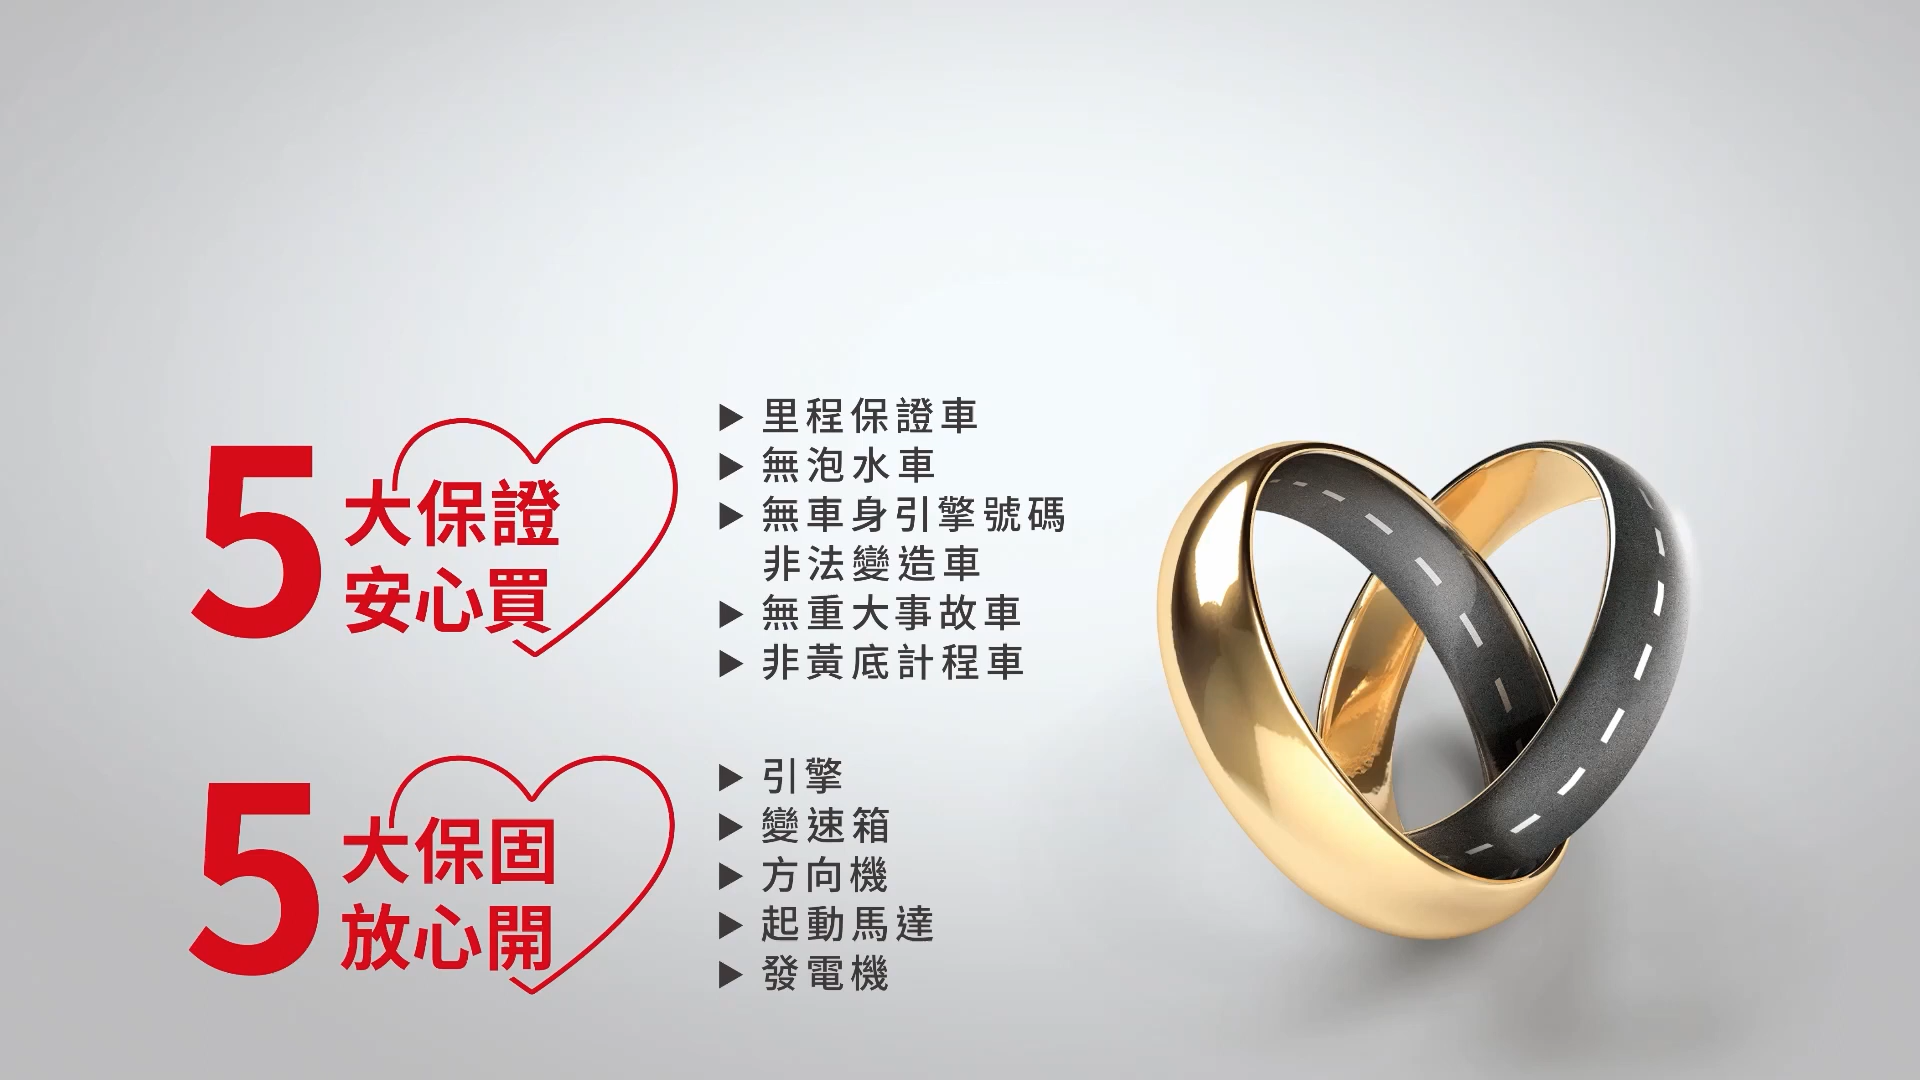 5大保證
安心買
▶ 里程保證車
▶ 無泡水車
▶ 無車身引擎號碼
非法變造車
▶ 無重大事故車
▶ 非黃底計程車
5大保固
放心開
▶ 引擎
▶ 變速箱
▶ 方向機
▶ 起動馬達
▶ 發電機